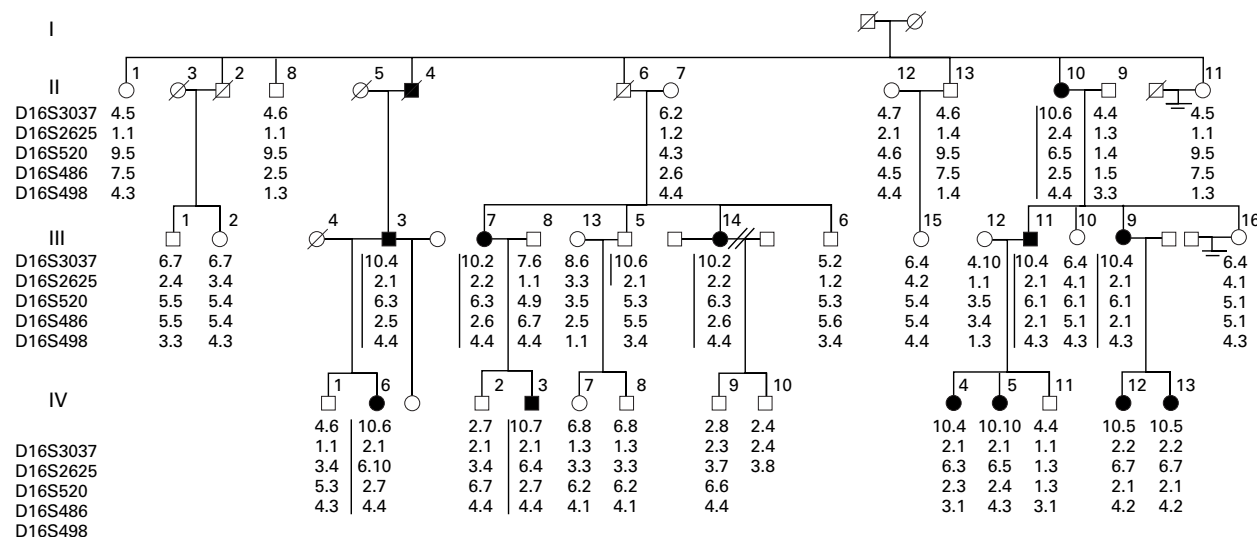 I
1 3 2 8 5 4 6 7 12 13 10 9 11
II
D16S3037 4.5 4.6 6.2 4.7 4.6 10.6 4.4 4.5
D16S2625 1.1 1.1 1.2 2.1 1.4 2.4 1.3 1.1
D16S520 9.5 9.5 4.3 4.6 9.5 6.5 1.4 9.5
D16S486 7.5 2.5 2.6 4.5 7.5 2.5 1.5 7.5
D16S498 4.3 1.3 4.4 4.4 1.4 4.4 3.3 1.3
1 2 4 3 7 8 13 5 14 6 15 12 11 10 9 16
III
D16S3037 6.7 6.7 10.4 10.2 7.6 8.6 10.6 10.2 5.2 6.4 4.10 10.4 6.4 10.4 6.4
D16S2625 2.4 3.4 2.1 2.2 1.1 3.3 2.1 2.2 1.2 4.2 1.1 2.1 4.1 2.1 4.1
D16S520 5.5 5.4 6.3 6.3 4.9 3.5 5.3 6.3 5.3 5.4 3.5 6.1 6.1 6.1 5.1
D16S486 5.5 5.4 2.5 2.6 6.7 2.5 5.5 2.6 5.6 5.4 3.4 2.1 5.1 2.1 5.1
D16S498 3.3 4.3 4.4 4.4 4.4 1.1 3.4 4.4 3.4 4.4 1.3 4.3 4.3 4.3 4.3
1 6 2 3 7 8 9 10 4 5 11 12 13
IV
4.6 10.6 2.7 10.7 6.8 6.8 2.8 2.4 10.4 10.10 4.4 10.5 10.5
D16S3037 1.1 2.1 2.1 2.1 1.3 1.3 2.3 2.4 2.1 2.1 1.1 2.2 2.2
D16S2625 3.4 6.10 3.4 6.4 3.3 3.3 3.7 3.8 6.3 6.5 1.3 6.7 6.7
D16S520 5.3 2.7 6.7 2.7 6.2 6.2 6.6 2.3 2.4 1.3 2.1 2.1
D16S486 4.3 4.4 4.4 4.4 4.1 4.1 4.4 3.1 4.3 3.1 4.2 4.2
D16S498